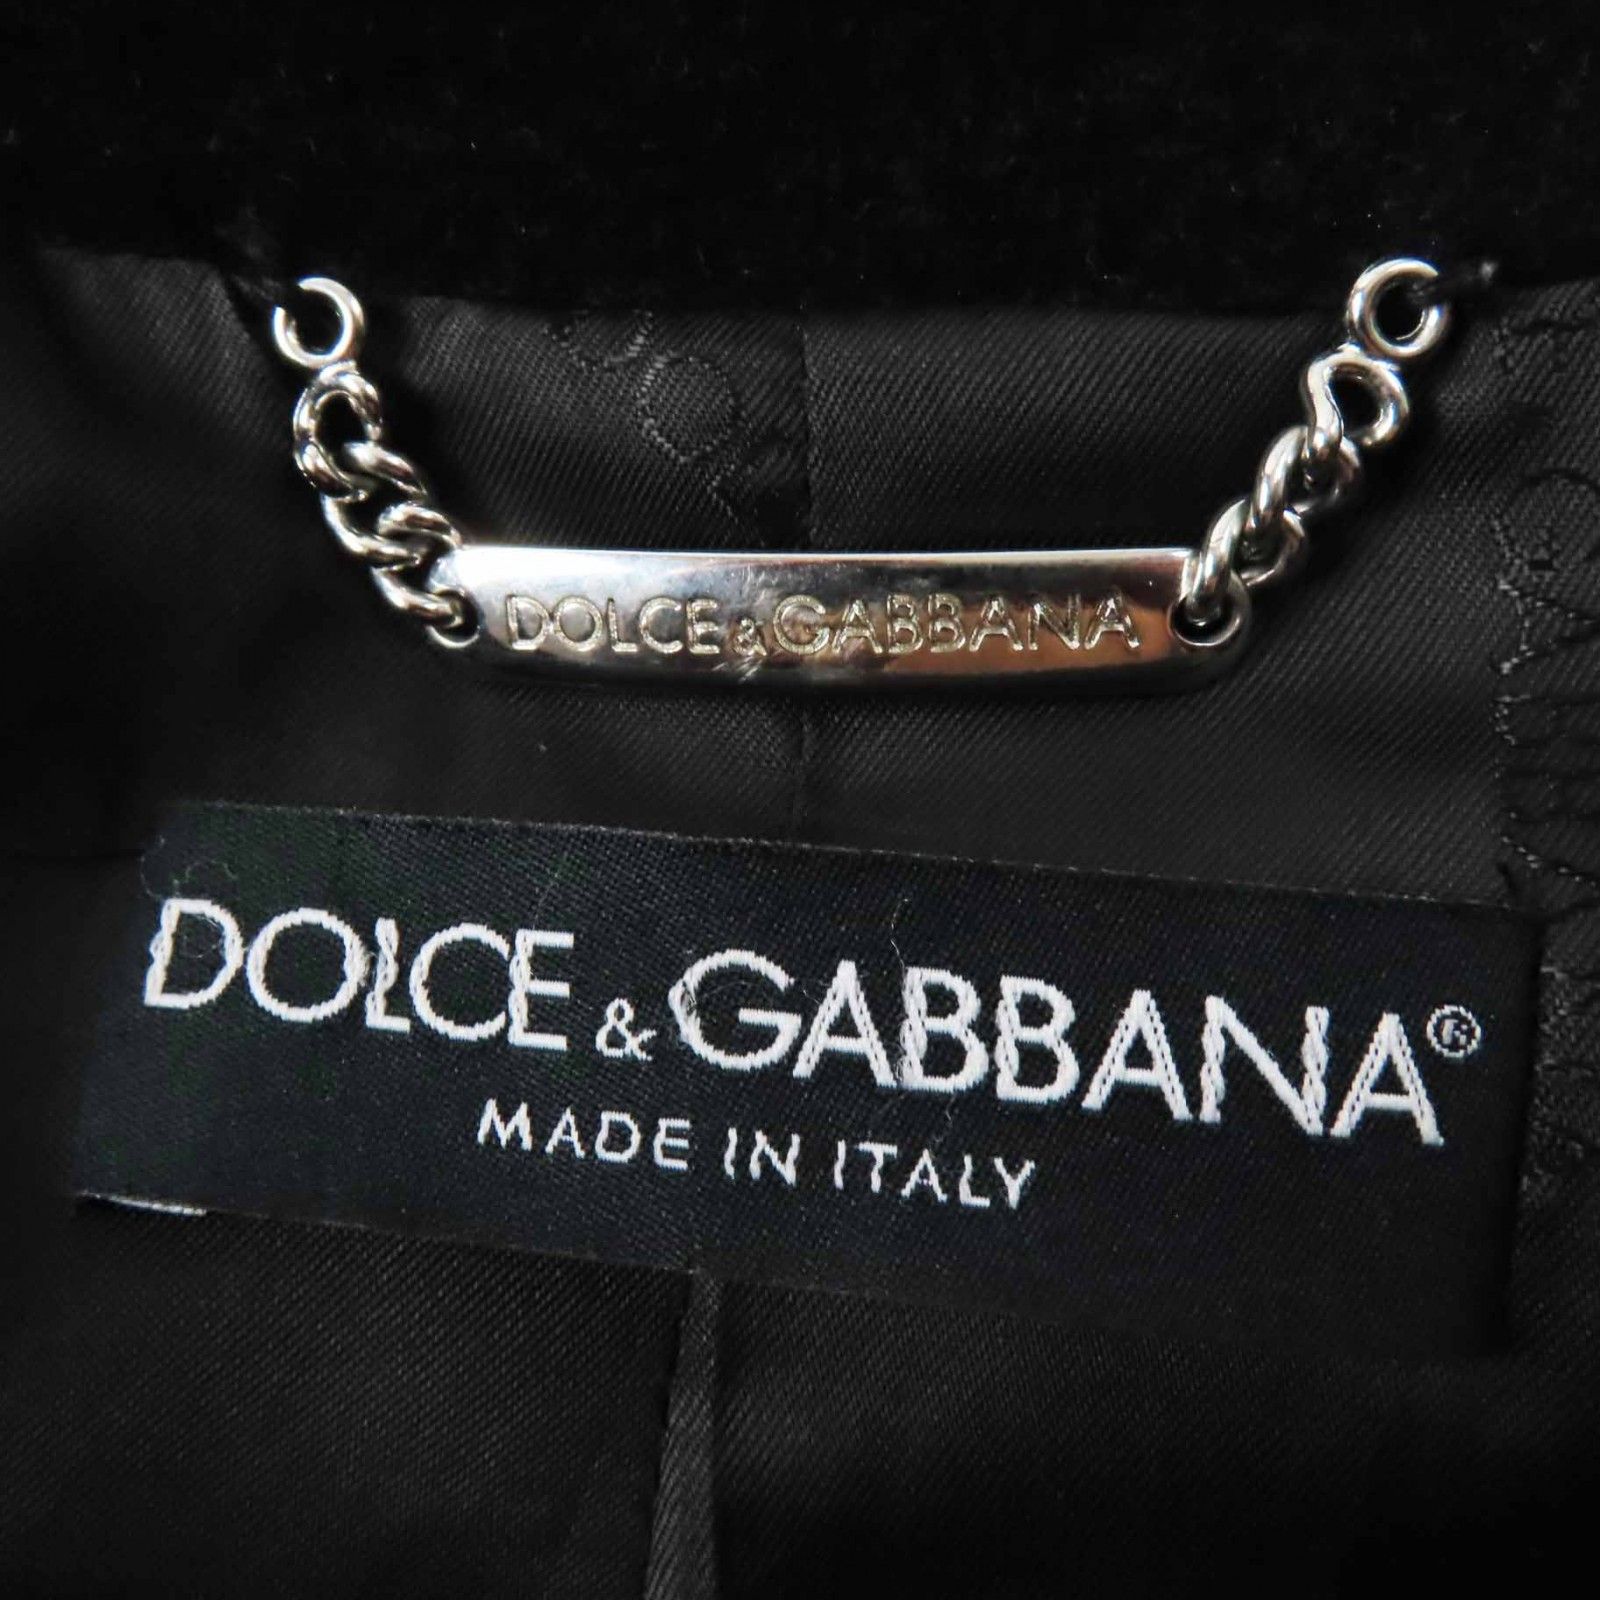 DOLCE & GABBANA
DOLCE & GABBANA®
MADE IN ITALY